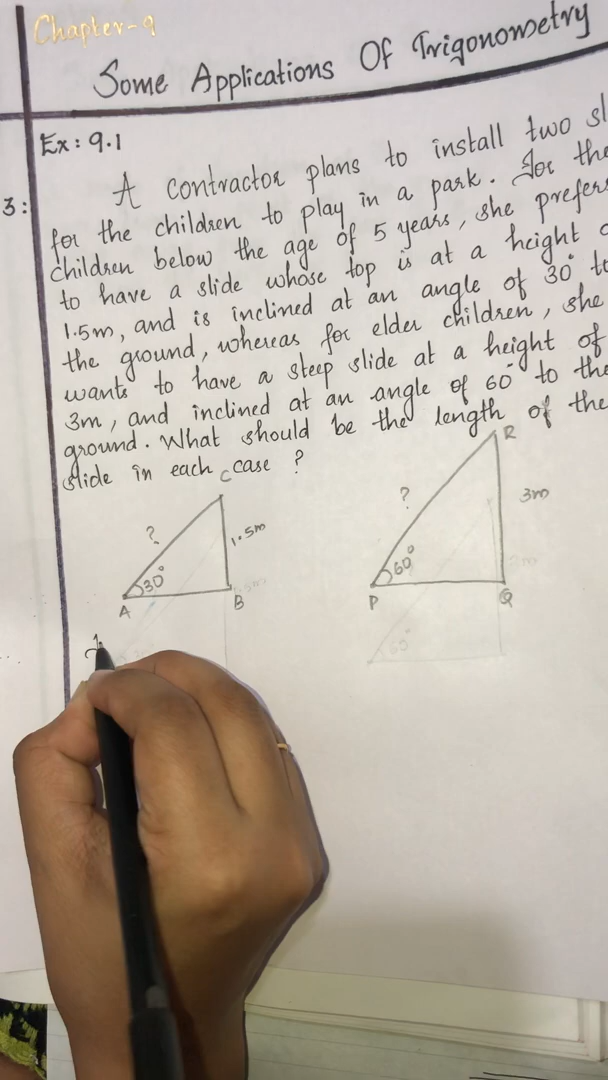 Chapter-9
Some Applications Of Trigonometry
Ex: 9.1
3: A contractor plans to install two sl
for the children to play in a park. For the
children below the age of 5 years, she prefers
to have a slide whose top is at a height o
1.5m, and is inclined at an angle of 30° to
the ground, whereas for elder children, she
wants to have a steep slide at a height of
3m, and inclined at an angle of 60° to the
ground. What should be the length of the
slide in each case ?
C
R
?
1.5m
30°
A
B
?
3m
60°
P
Q